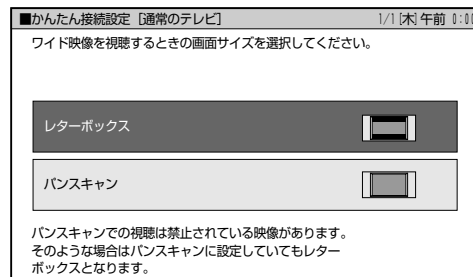 ■かんたん接続設定［通常のテレビ］ 1/1[木]午前 0:00
ワイド映像を視聴するときの画面サイズを選択してください。
レターボックス
パンスキャン
パンスキャンでの視聴は禁止されている映像があります。
そのような場合はパンスキャンに設定していてもレター
ボックスとなります。